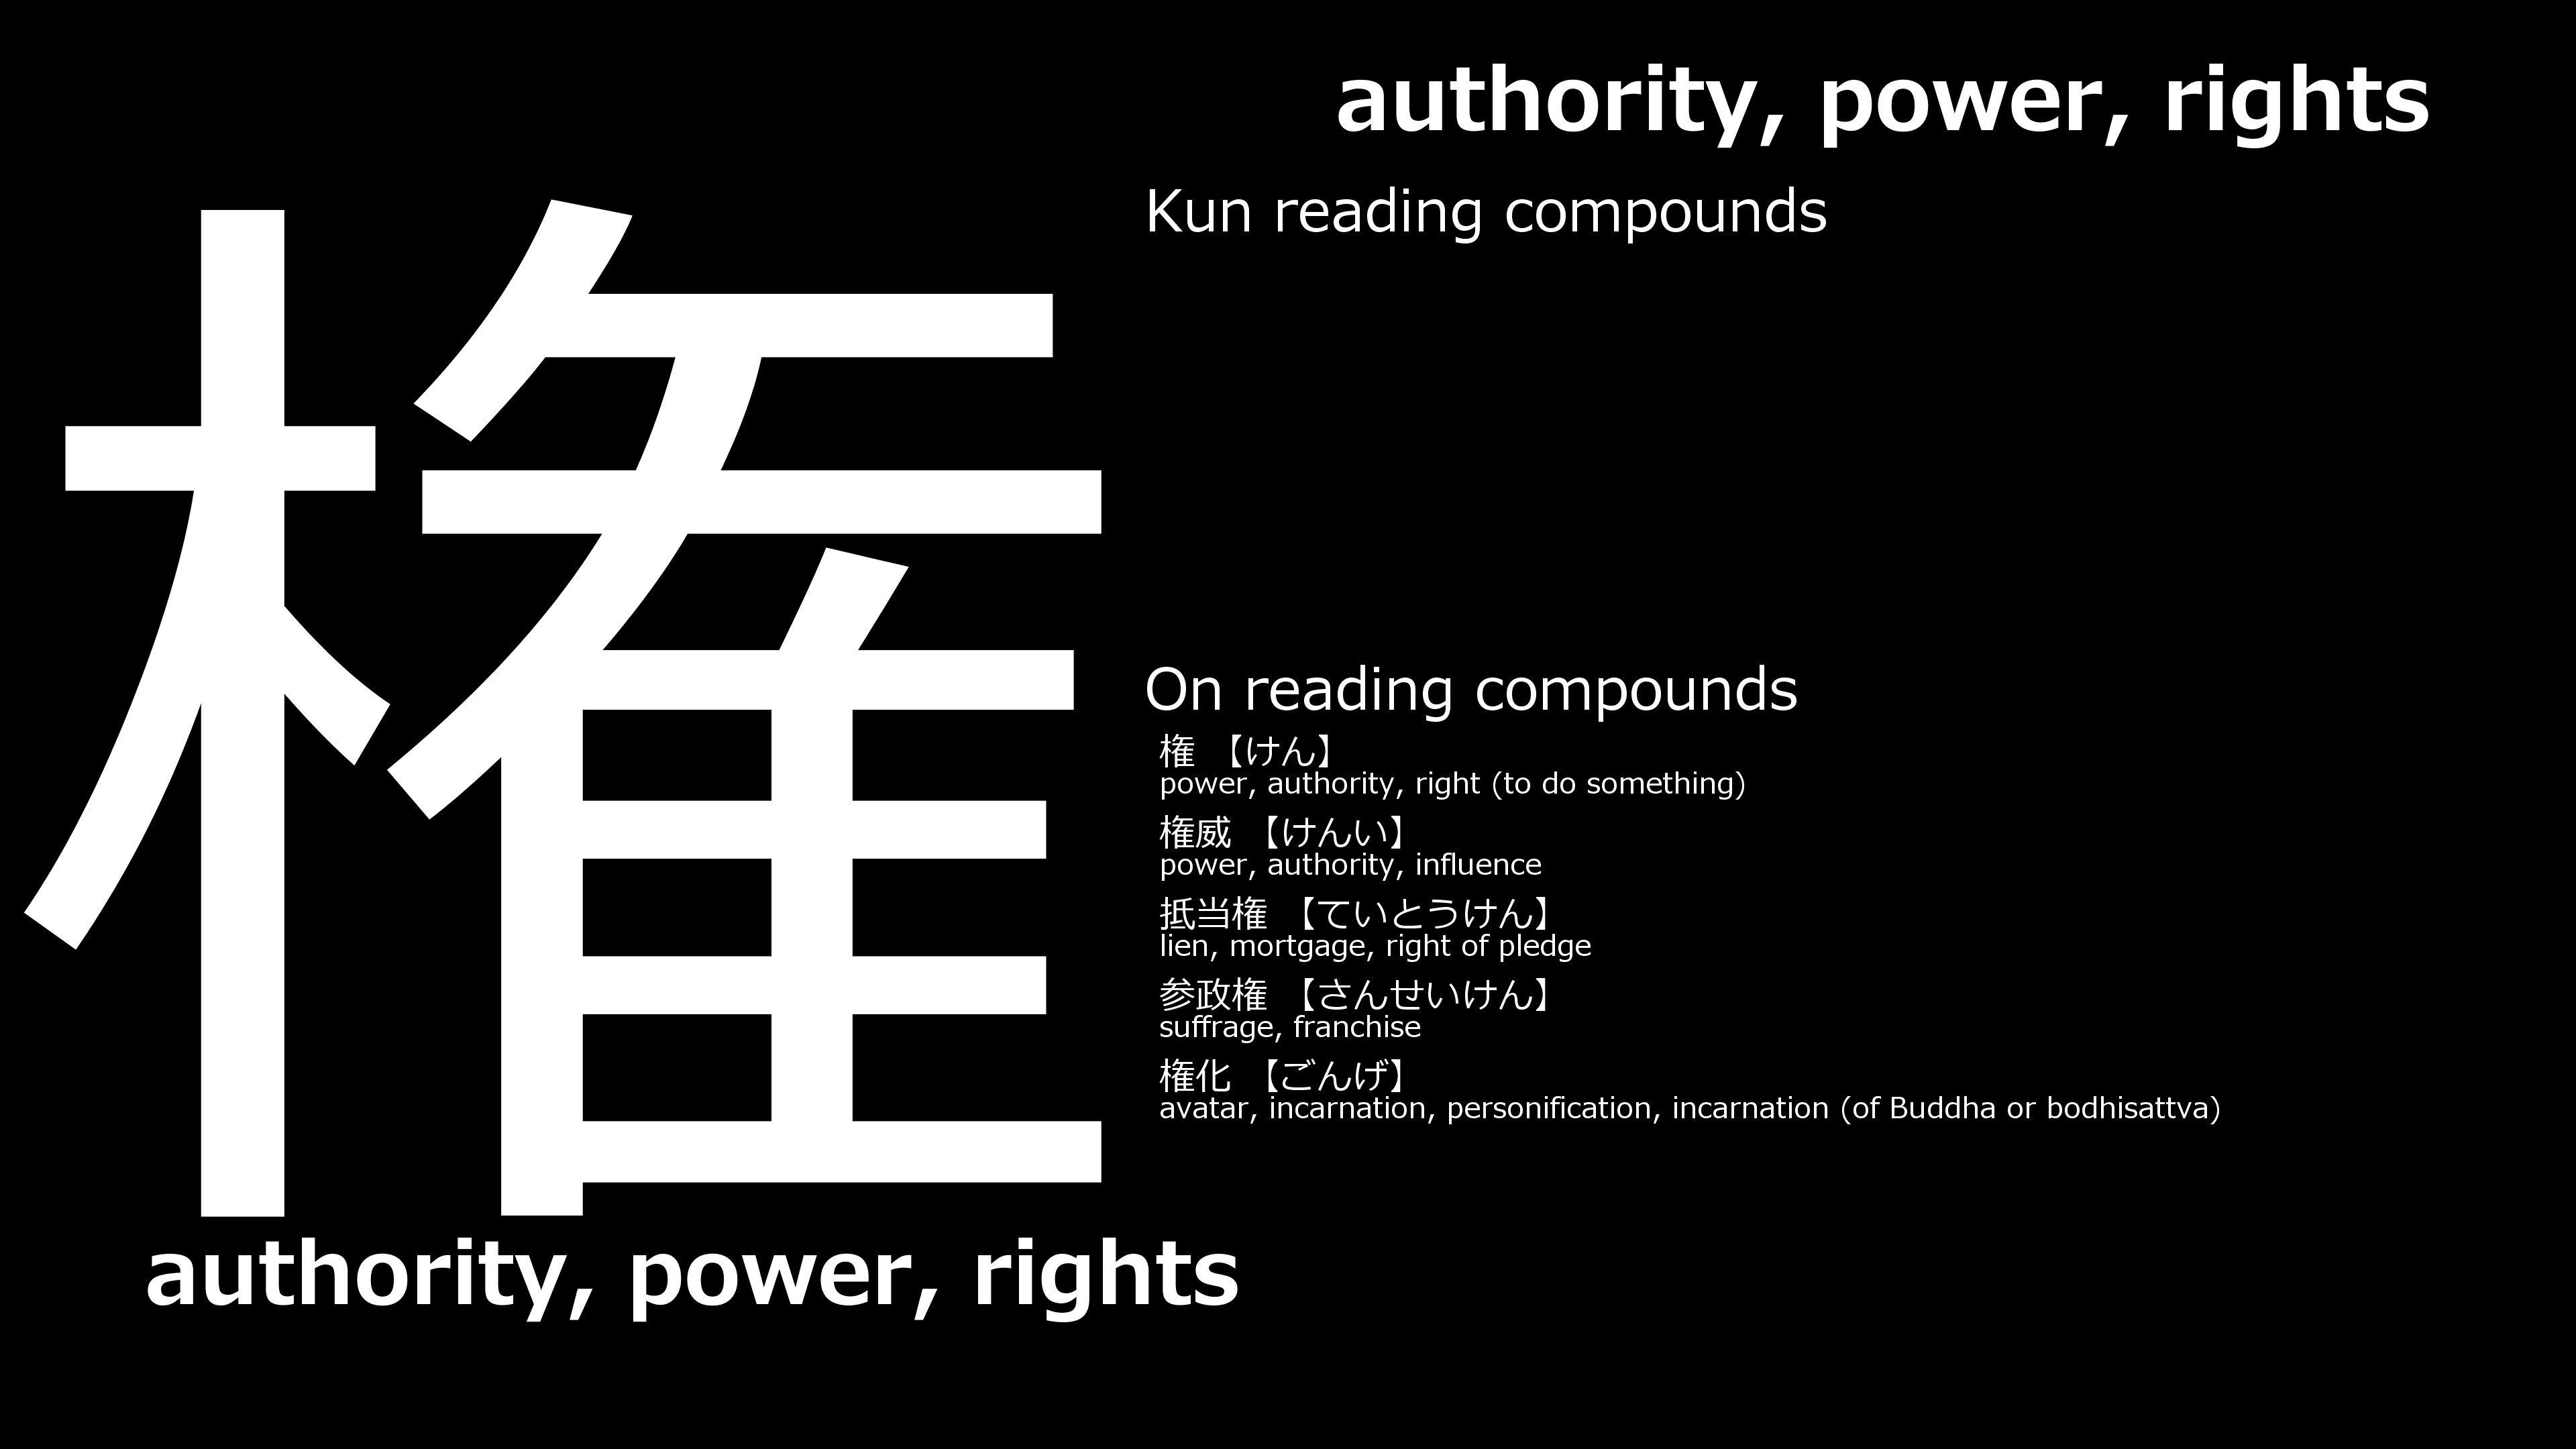 権
authority, power, rights
authority, power, rights
Kun reading compounds
On reading compounds
権 【けん】
power, authority, right (to do something)
権威 【けんい】
power, authority, influence
抵当権 【ていとうけん】
lien, mortgage, right of pledge
参政権 【さんせいけん】
suffrage, franchise
権化 【ごんげ】
avatar, incarnation, personification, incarnation (of Buddha or bodhisattva)